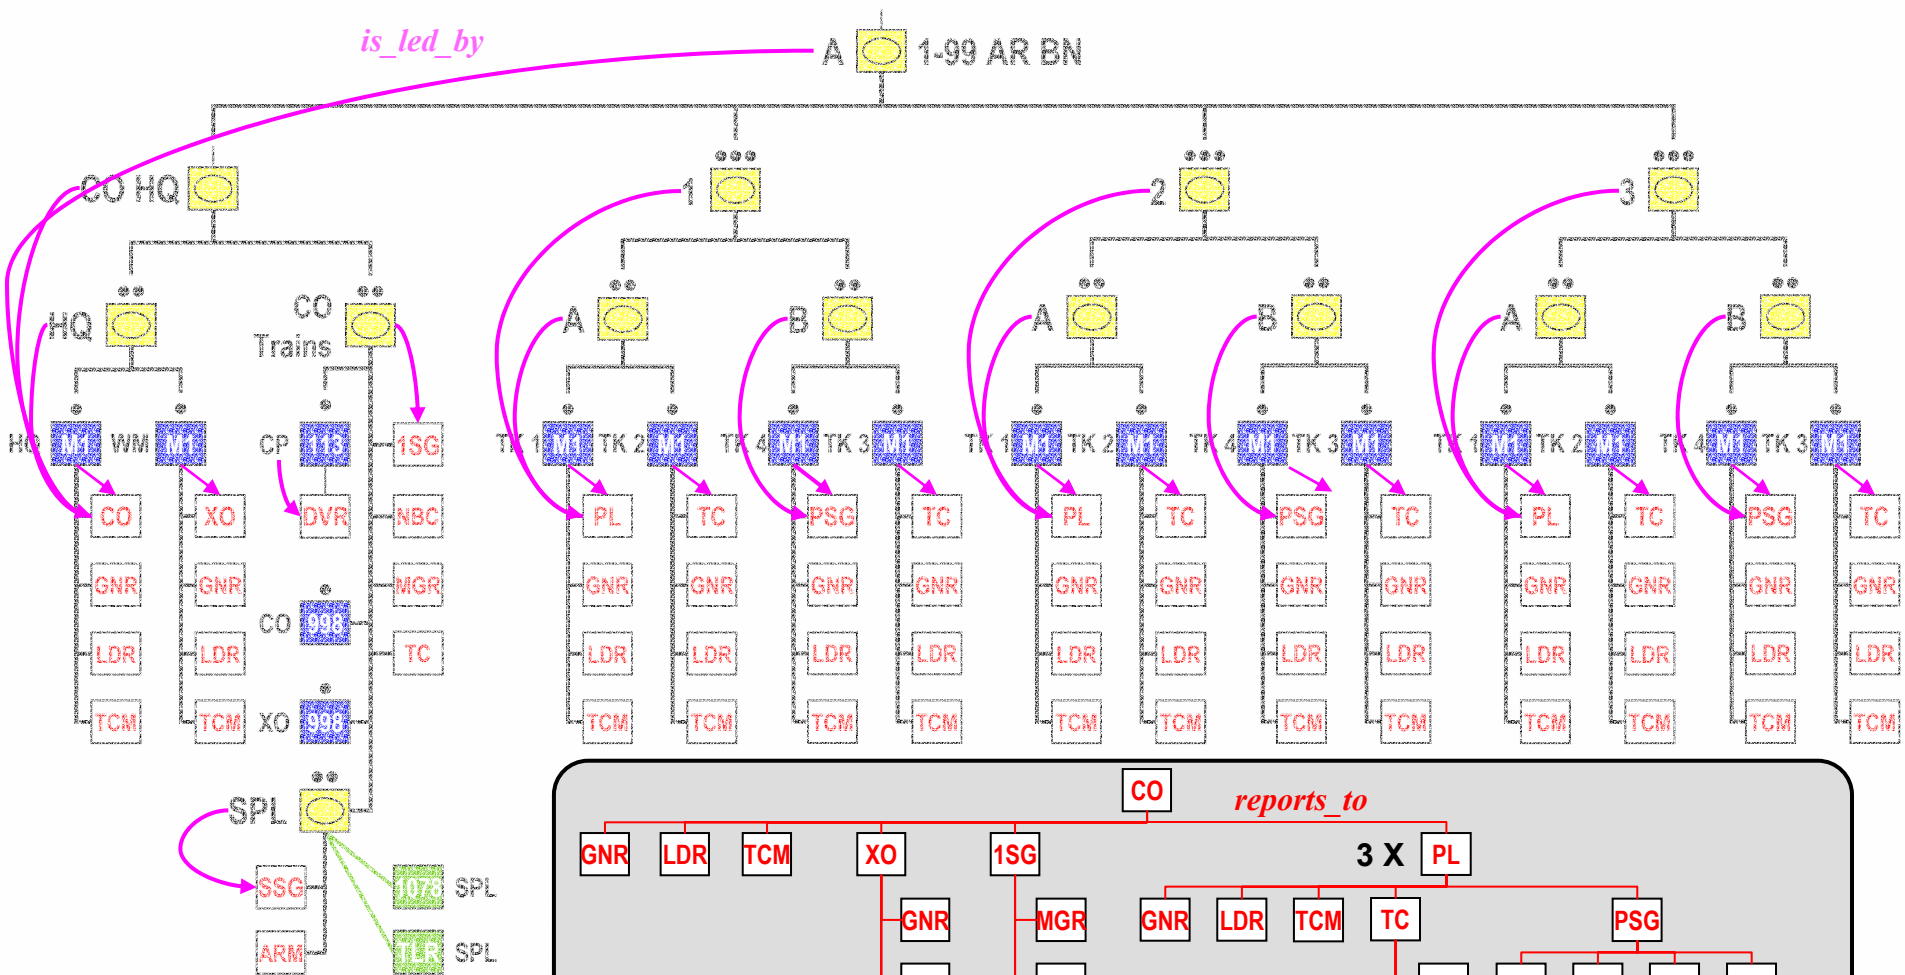 is_led_by
A 1-99 AR BN
CO HQ 1 2 3
HQ CO Trains A B A B A B
HQ M1 WM M1 CP 113 1SG TK 1 M1 TK 2 M1 TK 4 M1 TK 3 M1 TK 1 M1 TK 2 M1 TK 4 M1 TK 3 M1 TK 1 M1 TK 2 M1 TK 4 M1 TK 3 M1
CO XO DVR NBC PL TC PSG TC PL TC PSG TC PL TC PSG TC
GNR GNR MGR GNR GNR GNR GNR GNR GNR GNR GNR GNR GNR GNR GNR
CO 998
LDR LDR TC LDR LDR LDR LDR LDR LDR LDR LDR LDR LDR LDR LDR
TCM TCM XO 998 TCM TCM TCM TCM TCM TCM TCM TCM TCM TCM TCM TCM
SPL
CO reports_to
GNR LDR TCM XO 1SG 3 X PL
SSG 1078 SPL
GNR MGR GNR LDR TCM TC PSG
ARM TLR SPL